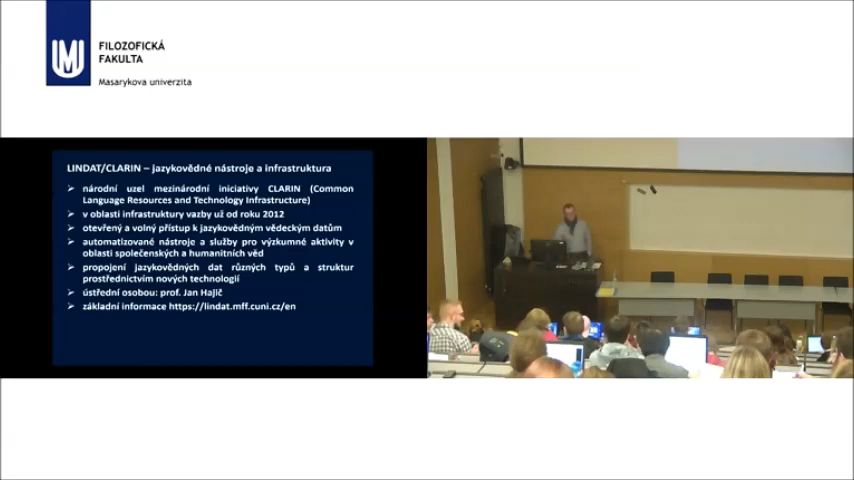 FILOZOFICKÁ
FAKULTA
Masarykova univerzita
LINDAT/CLARIN – jazykovědné nástroje a infrastruktura
národní uzel mezinárodní iniciativy CLARIN (Common
Language Resources and Technology Infrastructure)
v oblasti infrastruktury vazby už od roku 2012
otevřený a volný přístup k jazykovědným vědeckým datům
automatizované nástroje a služby pro výzkumné aktivity v
oblasti společenských a humanitních věd
propojení jazykovědných dat různých typů a struktur
prostřednictvím nových technologií
ústřední osobou: prof. Jan Hajič
základní informace https://lindat.mff.cuni.cz/en